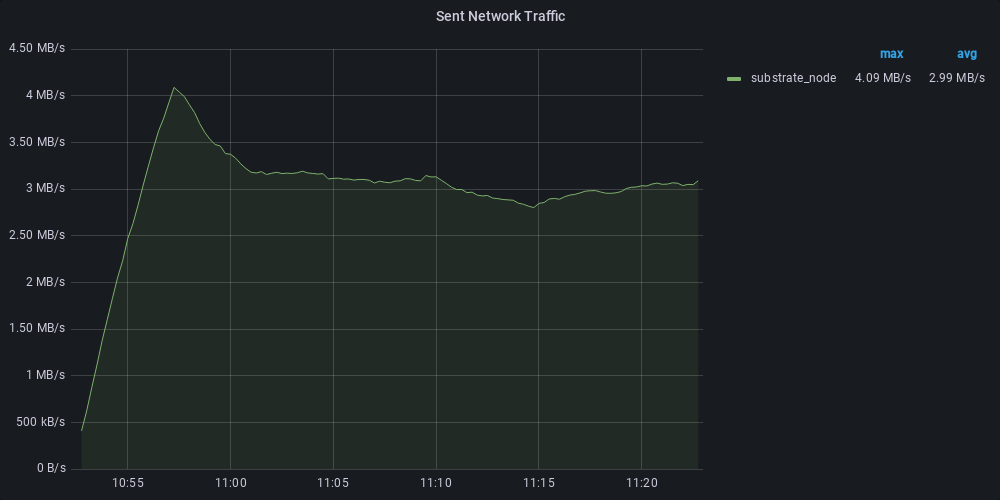 Sent Network Traffic
4.50 MB/s
4 MB/s
3.50 MB/s
3 MB/s
2.50 MB/s
2 MB/s
1.50 MB/s
1 MB/s
500 kB/s
0 B/s
10:55 11:00 11:05 11:10 11:15 11:20
max avg
substrate_node 4.09 MB/s 2.99 MB/s